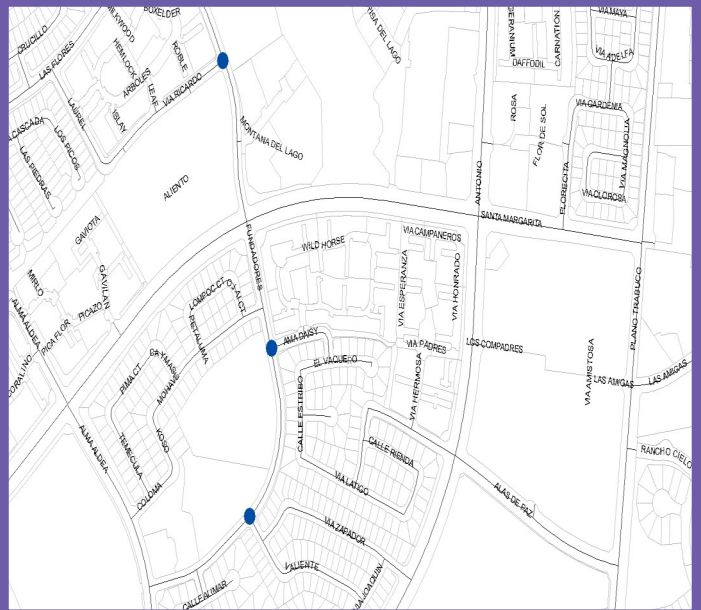 BOXELDER
MILKWOOD
CRUCILLO
HEMLOCK
ROBLE
LAS FLORES
ARBOLES
LEAF
VIA RICARDO
ISLAY
LAUREL
LOS PICOS
LAS PIEDRAS
MONTANA DEL LAGO
ALIENTO
GAVIOTA
GERANIUM
CARNATION
VIA MAYA
VIA ADELFA
DAFFODIL
ROSA
FLOR DE SOL
VIA GARDENIA
VIA MAGNOLIA
FLORECITA
VIA CLOROSA
ANTONIO
SANTA MARGARITA
FUNDADORES
WILD HORSE
VIA CAMPANEROS
VIA ESPERANZA
VIA HONRADO
MIRLO
GAVILAN
PICAZO
PICA FLOR
ALMA ALDEA
LOMPOC CT
PETALUMA
AMA DAISY
EL VAQUERO
VIA PADRES
LOS COMPADRES
PLANO TRABUCO
VIA AMISTOSA
LAS AMIGAS
LAS AMIGAS
PIMA CT
MOHAVE
KOSO
TEMECULA
COLOMA
ALMA ALDEA
CALLE ESTRIBO
VIA HERMOSA
CALLE RIENDA
VIA LATIGO
ALAS DE PAZ
RANCHO CIELO
VIA ZAPADOR
VALIENTE
VIA JOAQUIN
CALLE ALIMAR